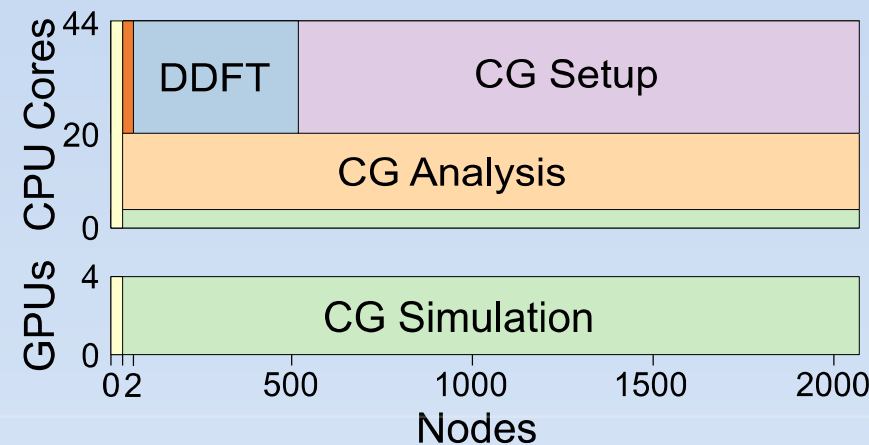 CPU Cores
44
20
0
DDFT
CG Setup
CG Analysis
GPUs
4
0
CG Simulation
0 2 500 1000 1500 2000
Nodes